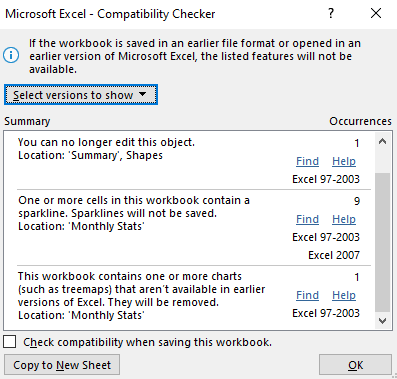 Microsoft Excel - Compatibility Checker ? ×
If the workbook is saved in an earlier file format or opened in an
earlier version of Microsoft Excel, the listed features will not be
available.
Select versions to show
Summary Occurrences
You can no longer edit this object. 1
Location: 'Summary', Shapes
Find Help
Excel 97-2003
One or more cells in this workbook contain a 9
sparkline. Sparklines will not be saved.
Location: 'Monthly Stats' Find Help
Excel 97-2003
Excel 2007
This workbook contains one or more charts 1
(such as treemaps) that aren't available in earlier
versions of Excel. They will be removed. Find Help
Location: 'Monthly Stats' Excel 97-2003
Check compatibility when saving this workbook.
Copy to New Sheet OK